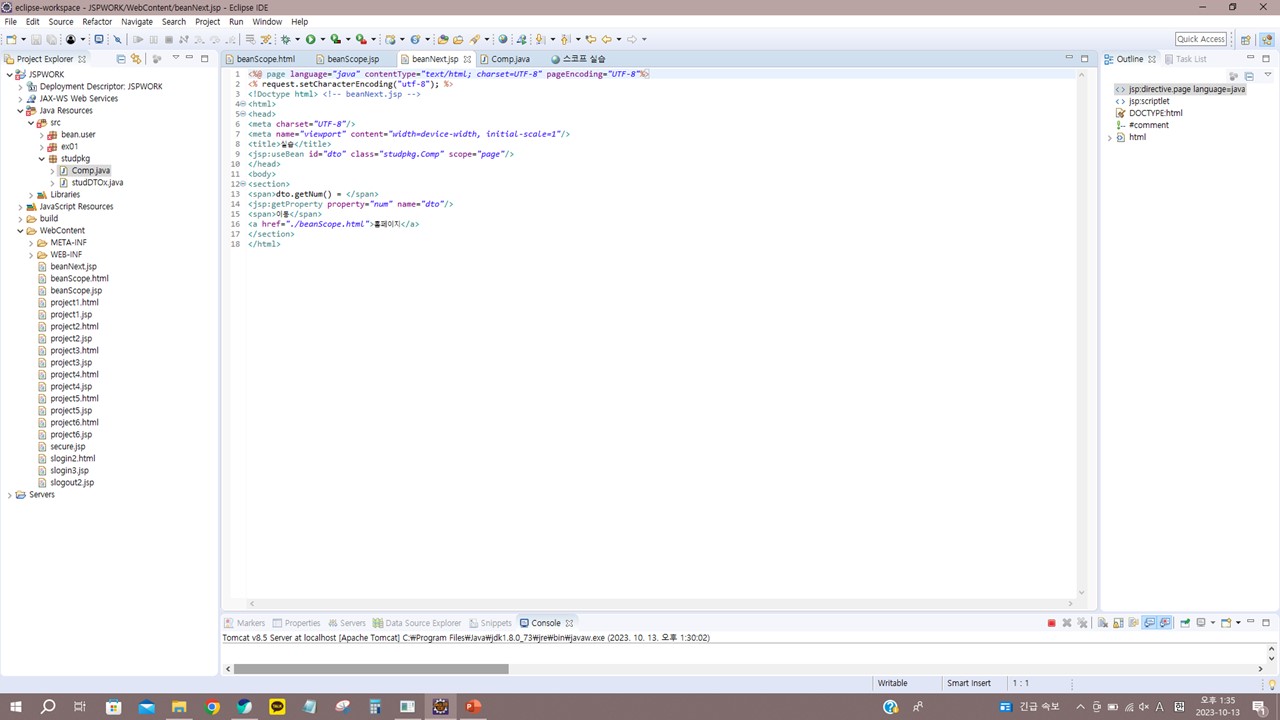 eclipse-workspace - JSPWORK/WebContent/beanNext.jsp - Eclipse IDE
File Edit Source Refactor Navigate Search Project Run Window Help
Quick Access
Project Explorer
JSPWORK
Deployment Descriptor: JSPWORK
JAX-WS Web Services
Java Resources
src
bean.user
ex01
studpkg
Comp.java
studDTOx.java
Libraries
JavaScript Resources
build
WebContent
META-INF
WEB-INF
beanNext.jsp
beanScope.html
beanScope.jsp
project1.html
project1.jsp
project2.html
project2.jsp
project3.html
project3.jsp
project4.html
project4.jsp
project5.html
project5.jsp
project6.html
project6.jsp
secure.jsp
slogin2.html
slogin3.jsp
slogout2.jsp
Servers
beanScope.html beanScope.jsp beanNext.jsp Comp.java 스코프 실습
1 <%@ page language="java" contentType="text/html; charset=UTF-8" pageEncoding="UTF-8"%>
2 <% request.setCharacterEncoding("utf-8"); %>
3 <!Doctype html> <!-- beanNext.jsp -->
4 <html>
5 <head>
6 <meta charset="UTF-8"/>
7 <meta name="viewport" content="width=device-width, initial-scale=1"/>
8 <title>실습</title>
9 <jsp:useBean id="dto" class="studpkg.Comp" scope="page"/>
10 </head>
11 <body>
12 <section>
13 <span>dto.getNum() = </span>
14 <jsp:getProperty property="num" name="dto"/>
15 <span>이동</span>
16 <a href="./beanScope.html">홈페이지</a>
17 </section>
18 </html>
Outline Task List
jsp:directive.page language=java
jsp:scriptlet
DOCTYPE:html
#comment
html
Markers Properties Servers Data Source Explorer Snippets Console
Tomcat v8.5 Server at localhost [Apache Tomcat] C:₩Program Files₩Java₩jdk1.8.0_73₩jre₩bin₩javaw.exe (2023. 10. 13. 오후 1:30:02)
Writable Smart Insert 1 : 1
긴급 속보
A
오후 1:35
2023-10-13
1